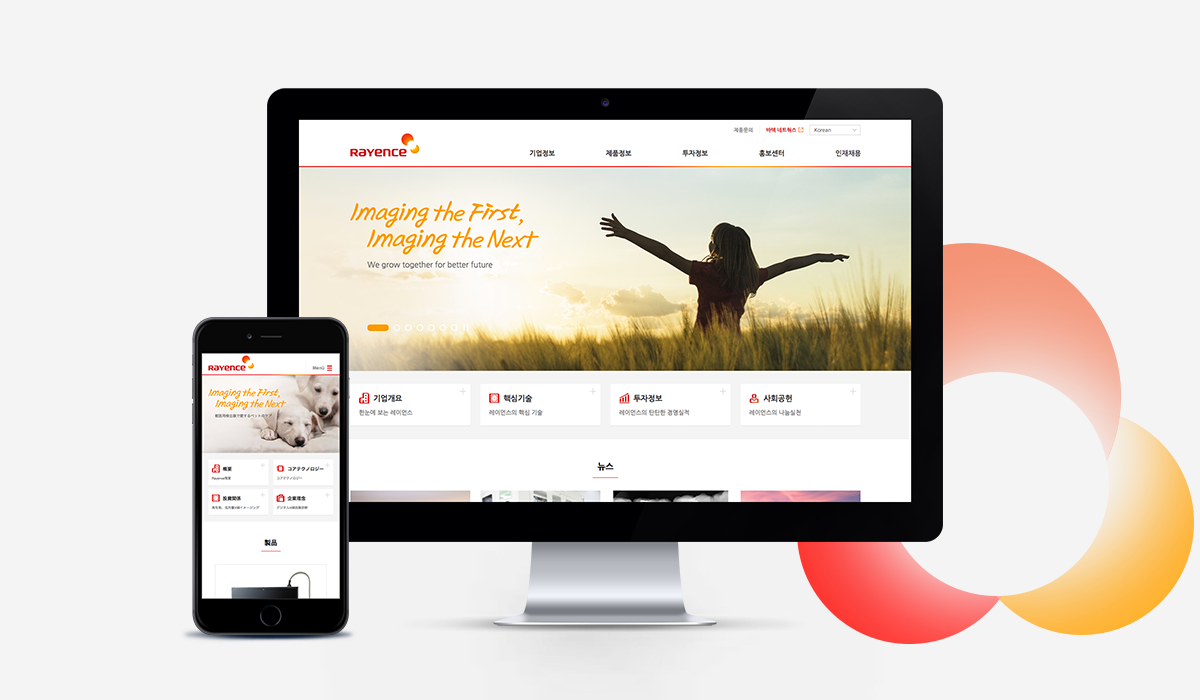 제품문의 바텍 네트웍스 Korean
Rayence
기업정보 제품정보 투자정보 홍보센터 인재채용
Imaging the First,
Imaging the Next
We grow together for better future
기업개요
한눈에 보는 레이언스
핵심기술
레이언스의 핵심 기술
투자정보
레이언스의 탄탄한 경영실적
사회공헌
레이언스의 나눔실천
뉴스
Rayence
Menu
Imaging the First,
Imaging the Next
概要
Rayence概要
コアテクノロジー
コアテクノロジー
投資関係
企業理念
製品